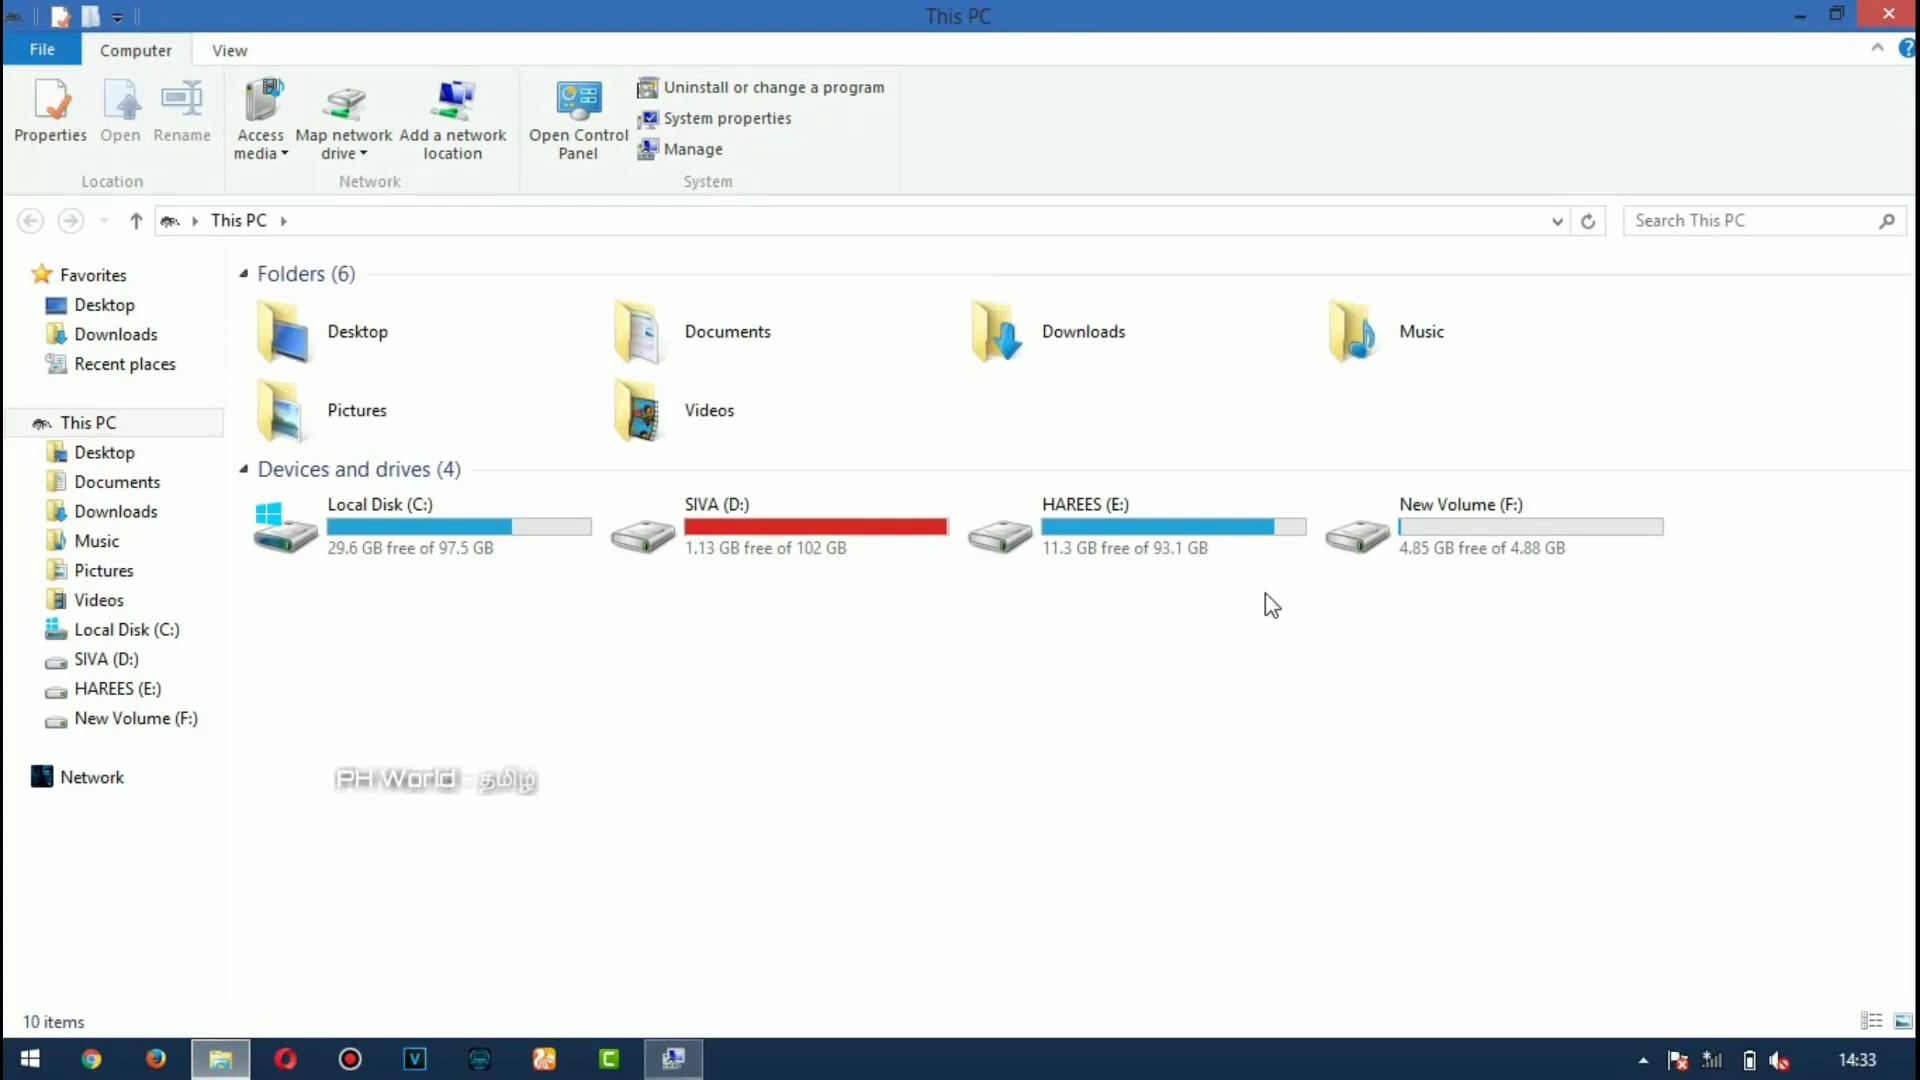 This PC
File
Computer
View
Properties
Open
Rename
Access media
Map network drive
Add a network location
Open Control Panel
Uninstall or change a program
System properties
Manage
Location
Network
System
This PC
Search This PC
Favorites
Desktop
Downloads
Recent places
This PC
Desktop
Documents
Downloads
Music
Pictures
Videos
Local Disk (C:)
SIVA (D:)
HAREES (E:)
New Volume (F:)
Network
Folders (6)
Desktop
Documents
Downloads
Music
Pictures
Videos
Devices and drives (4)
Local Disk (C:)
29.6 GB free of 97.5 GB
SIVA (D:)
1.13 GB free of 102 GB
HAREES (E:)
11.3 GB free of 93.1 GB
New Volume (F:)
4.85 GB free of 4.88 GB
PH World - தமிழ்
10 items
14:33